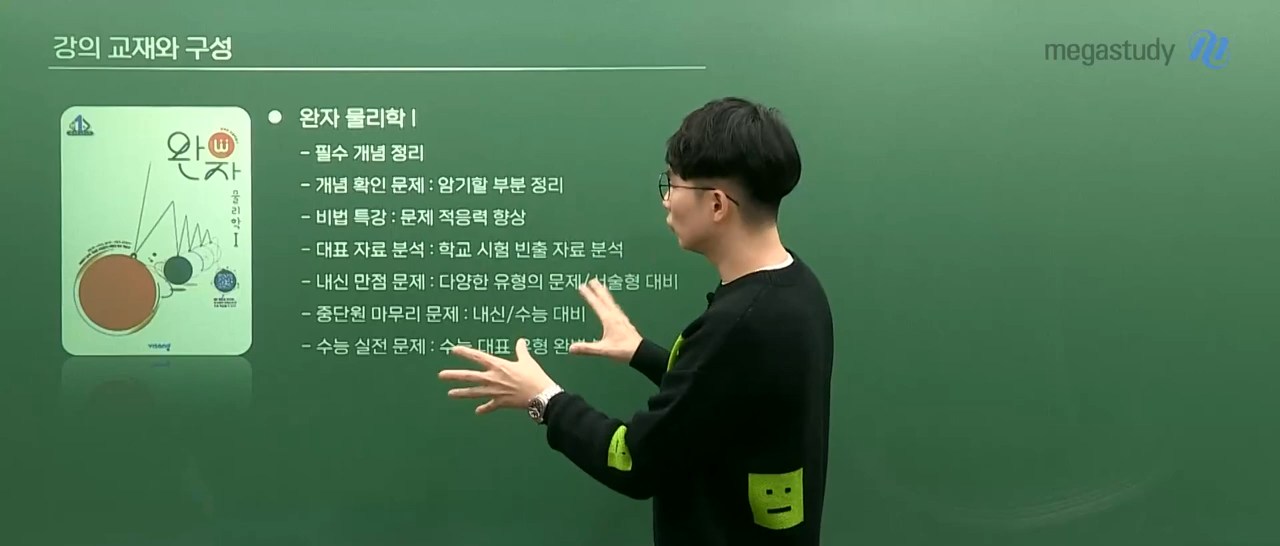 강의 교재와 구성
megastudy
완자
물리학 I
visang
완자 물리학 I
- 필수 개념 정리
- 개념 확인 문제 : 암기할 부분 정리
- 비법 특강 : 문제 적응력 향상
- 대표 자료 분석 : 학교 시험 빈출 자료 분석
- 내신 만점 문제 : 다양한 유형의 문제/서술형 대비
- 중단원 마무리 문제 : 내신/수능 대비
- 수능 실전 문제 : 수능 대표 유형